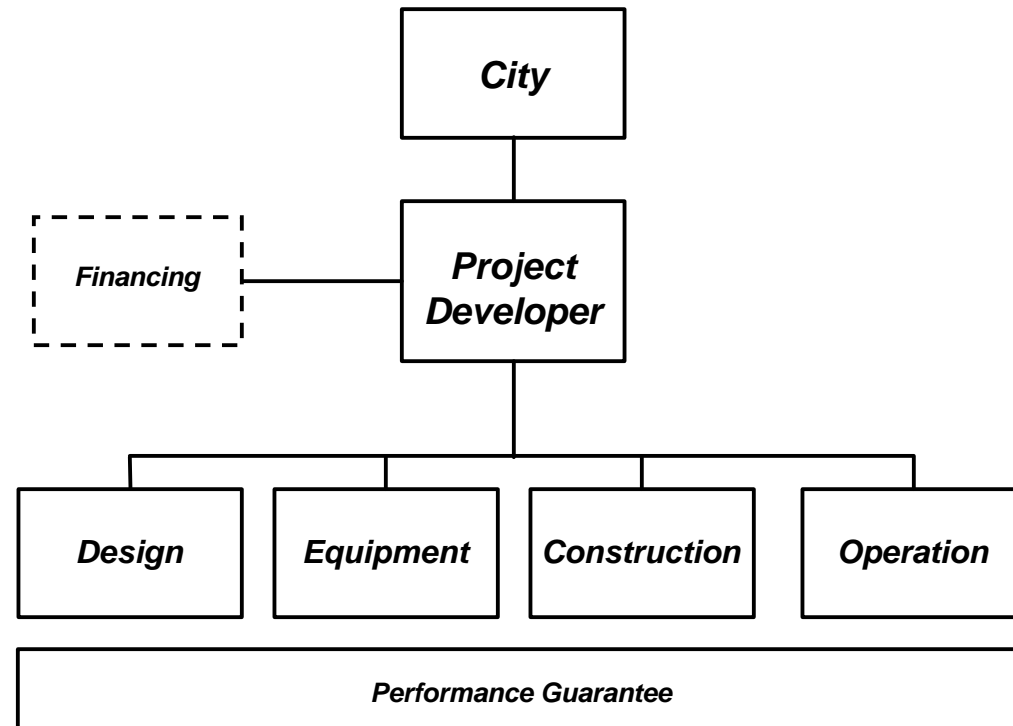 City
Financing
Project
Developer
Design
Equipment
Construction
Operation
Performance Guarantee